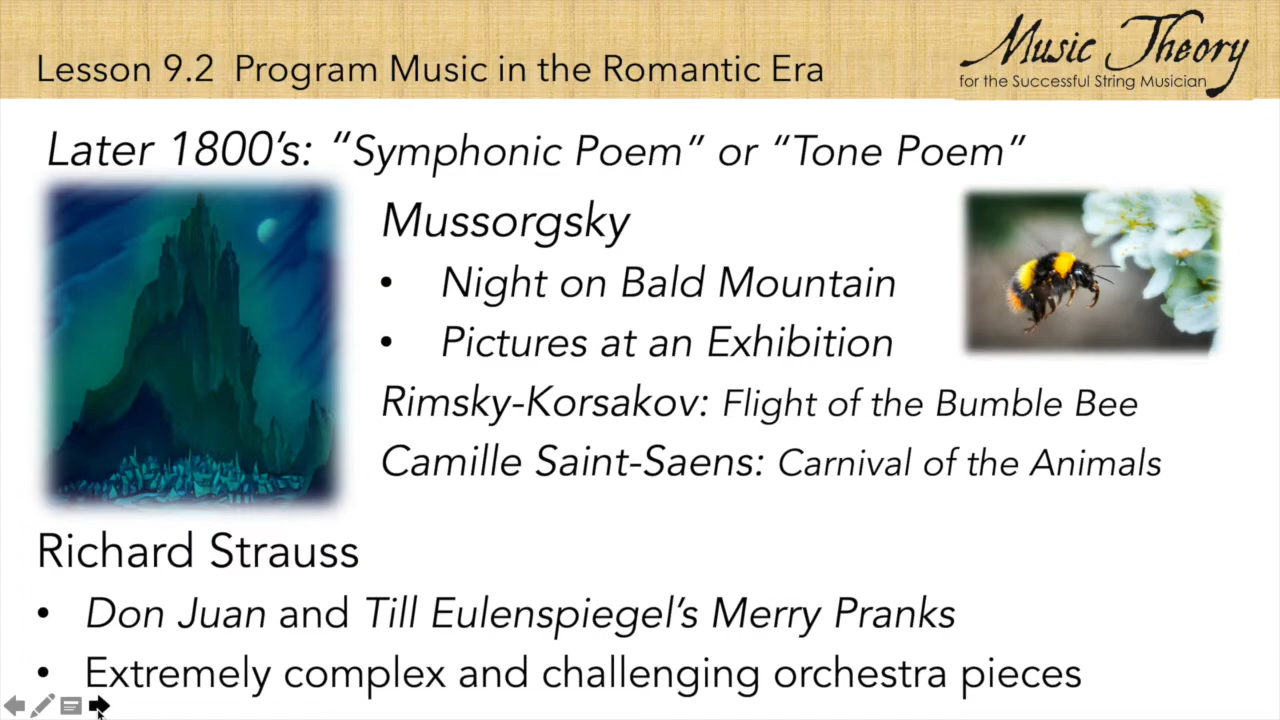 Lesson 9.2 Program Music in the Romantic Era
Music Theory
for the Successful String Musician
Later 1800's: “Symphonic Poem” or “Tone Poem”
Mussorgsky
• Night on Bald Mountain
• Pictures at an Exhibition
Rimsky-Korsakov: Flight of the Bumble Bee
Camille Saint-Saens: Carnival of the Animals
Richard Strauss
• Don Juan and Till Eulenspiegel’s Merry Pranks
• Extremely complex and challenging orchestra pieces